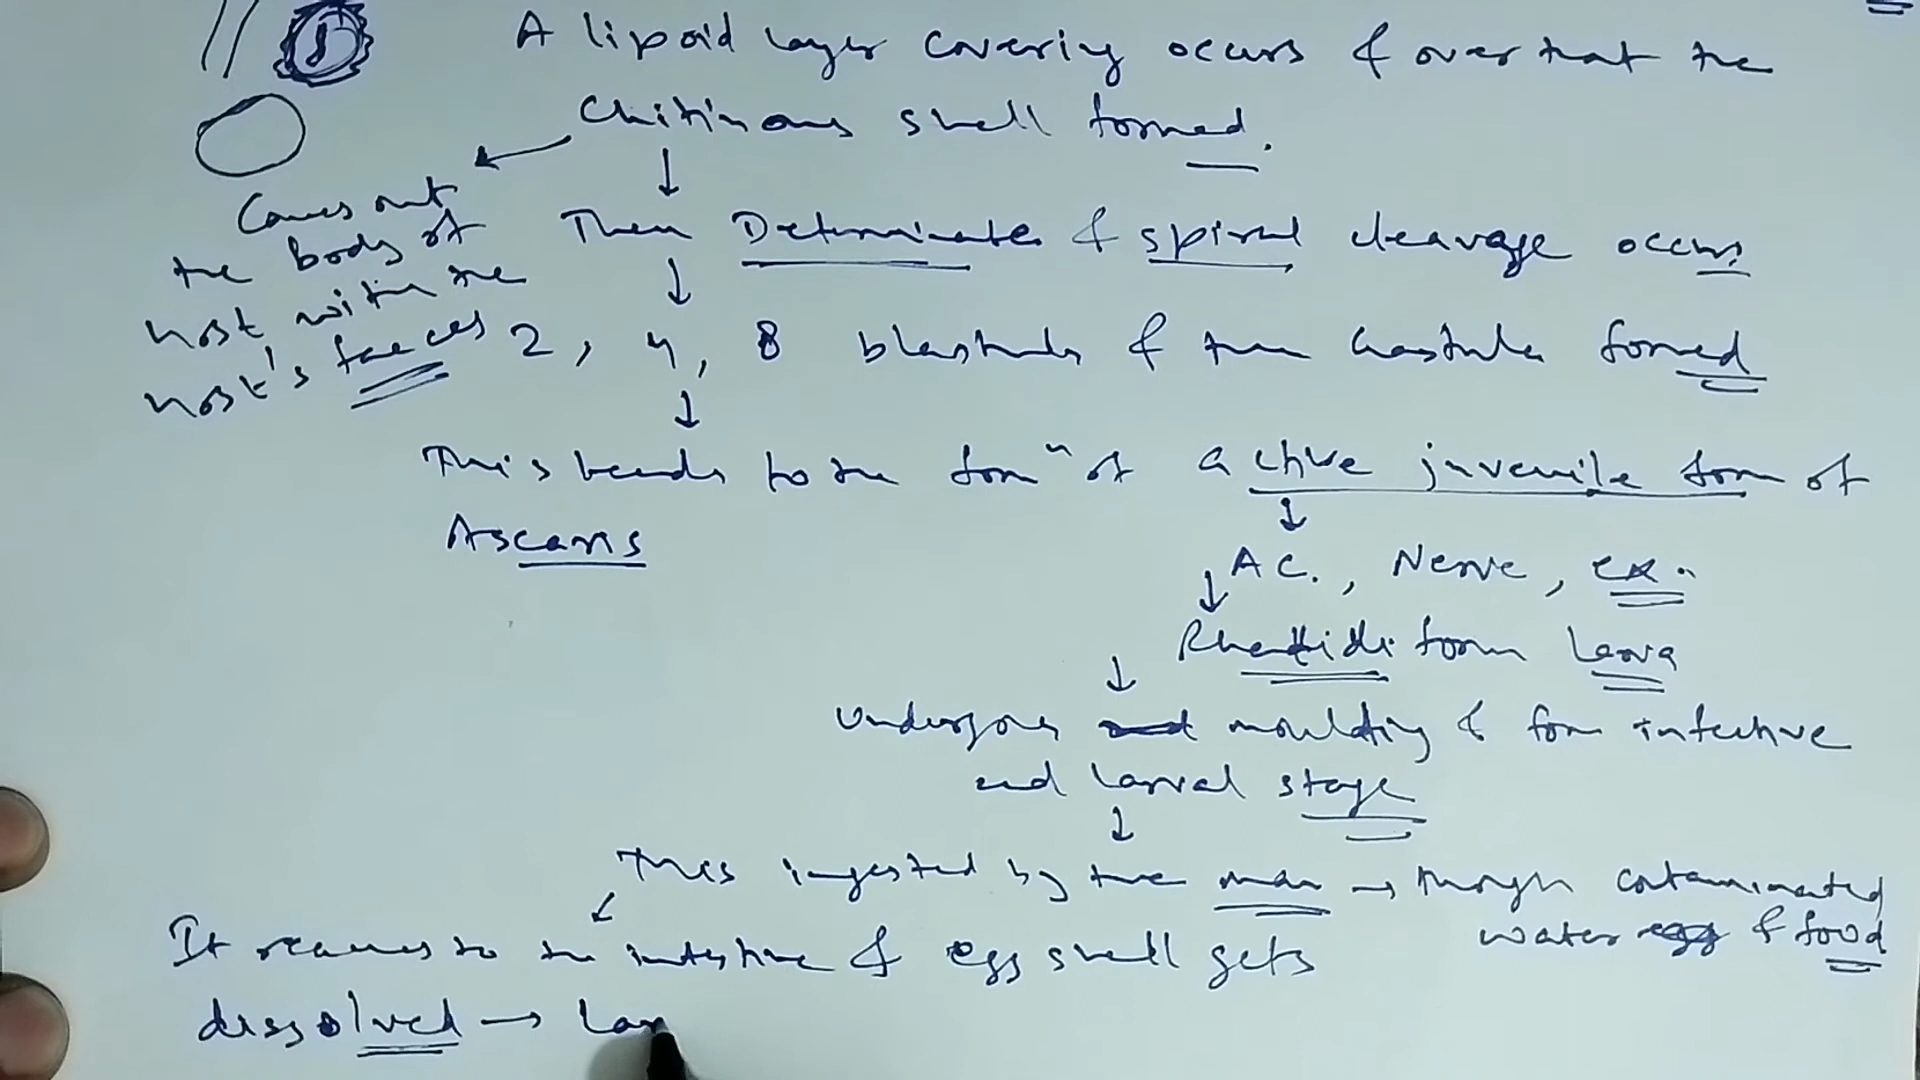 A lipoid layer covering occurs & over that the
Chitinous shell formed.
Comes out
the body of
host with the
host's faeces
Then Determinate & spiral cleavage occurs
2, 4, 8 blastula & then Gastrula formed
This leads to the formⁿ of active juvenile form of
Ascaris
AC., Nerve, ex.
Rhabditi form Larva
Undergoes moulding & form infective
2nd larval stage
This ingested by the man → through contaminated
water & food
It reaches to the intestine & egg shell gets
dissolved → Lar